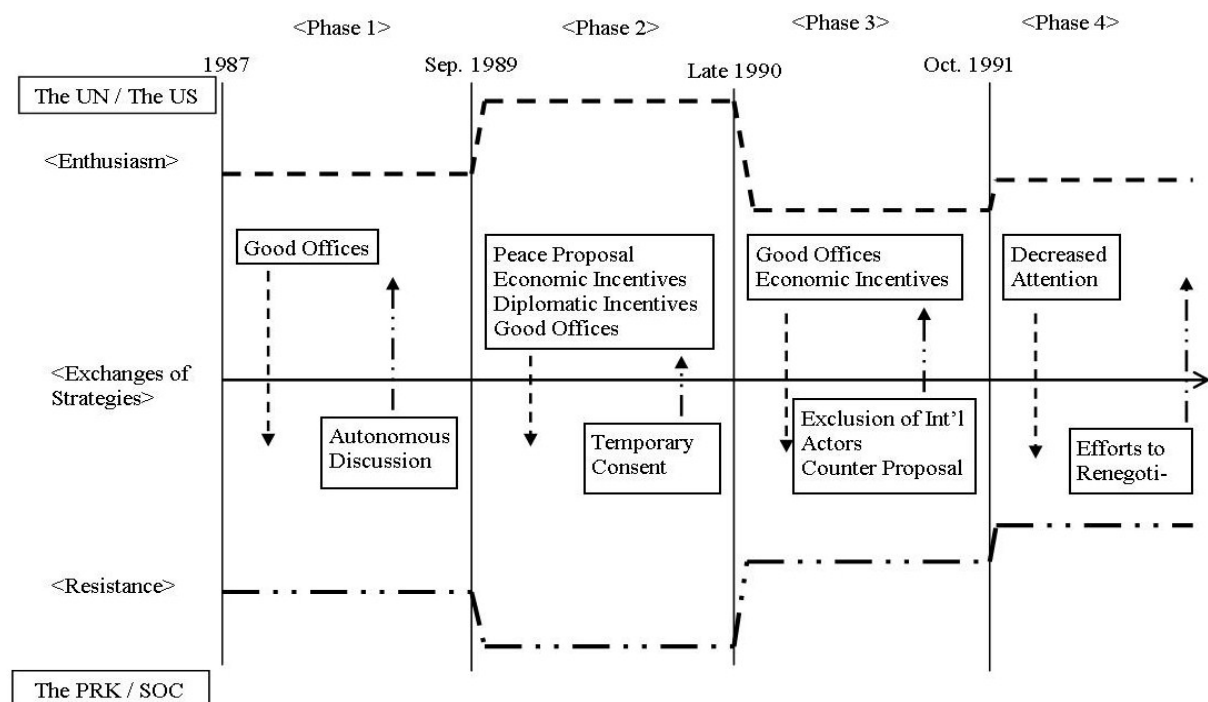 <Phase 1>
<Phase 2>
<Phase 3>
<Phase 4>
1987
Sep. 1989
Late 1990
Oct. 1991
The UN / The US
<Enthusiasm>
Good Offices
Peace Proposal
Economic Incentives
Diplomatic Incentives
Good Offices
Good Offices
Economic Incentives
Decreased
Attention
<Exchanges of
Strategies>
Autonomous
Discussion
Temporary
Consent
Exclusion of Int’l
Actors
Counter Proposal
Efforts to
Renegoti-
<Resistance>
The PRK / SOC